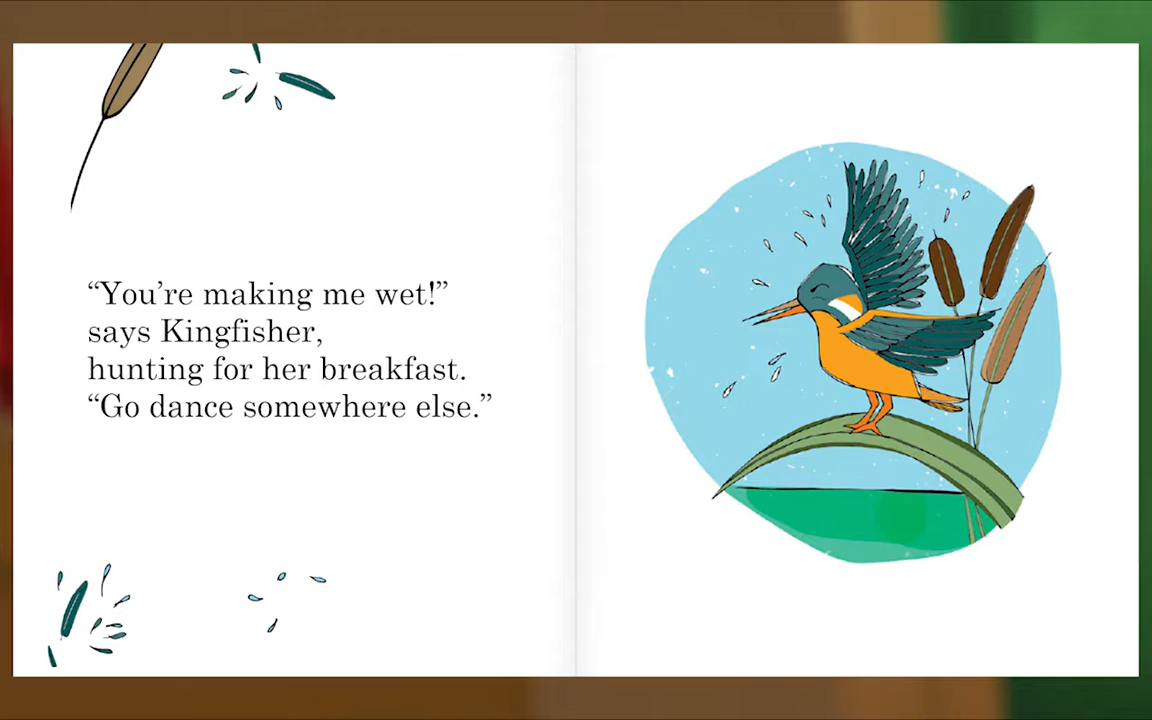 “You’re making me wet!”
says Kingfisher,
hunting for her breakfast.
“Go dance somewhere else.”